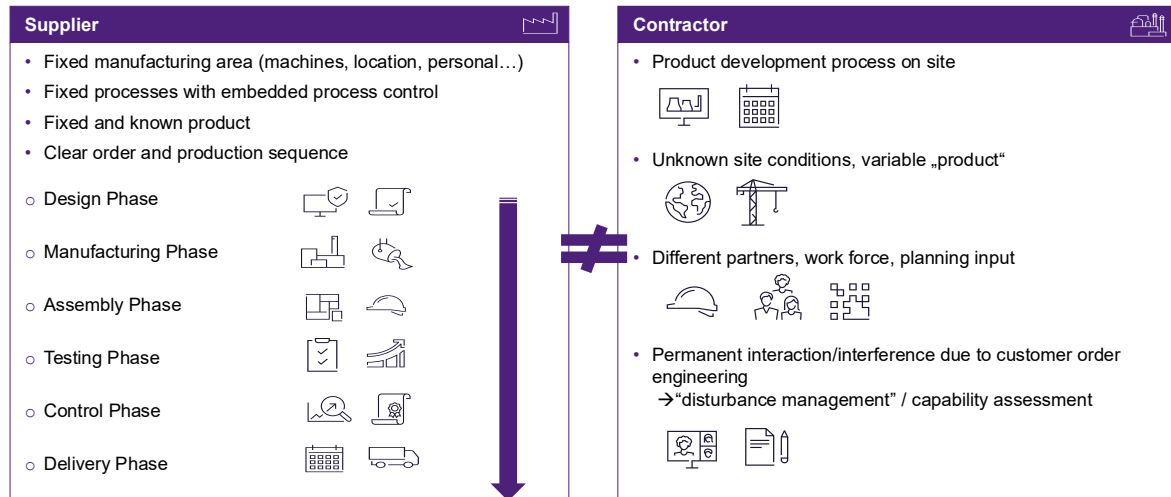 Supplier
• Fixed manufacturing area (machines, location, personal…)
• Fixed processes with embedded process control
• Fixed and known product
• Clear order and production sequence
○ Design Phase
○ Manufacturing Phase
○ Assembly Phase
○ Testing Phase
○ Control Phase
○ Delivery Phase
≠
Contractor
• Product development process on site
• Unknown site conditions, variable „product“
• Different partners, work force, planning input
• Permanent interaction/interference due to customer order
engineering
→“disturbance management” / capability assessment